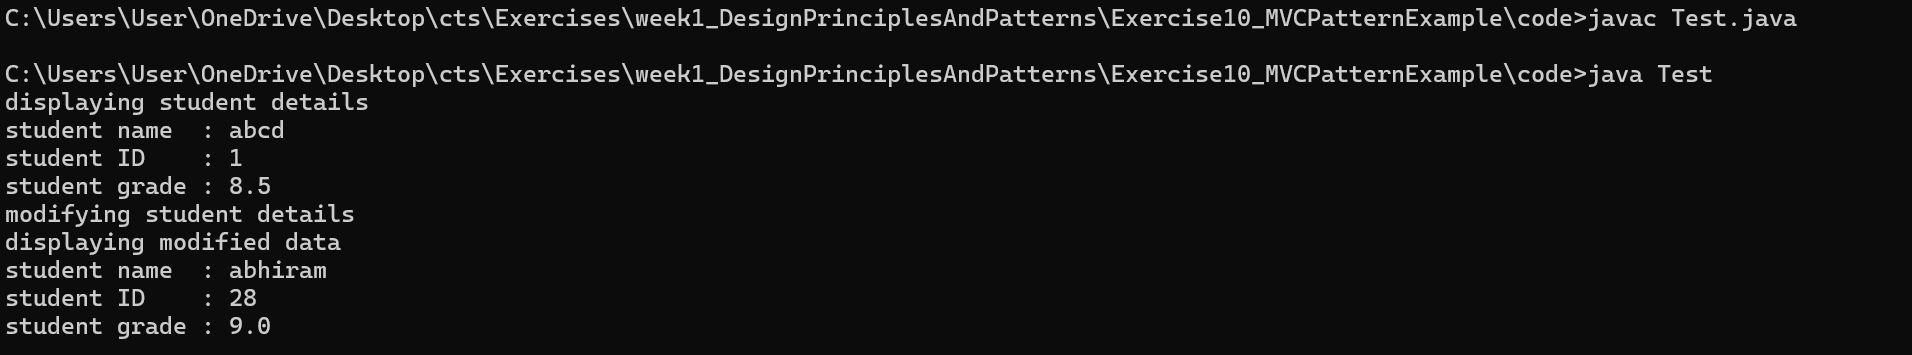 C:\Users\User\OneDrive\Desktop\cts\Exercises\week1_DesignPrinciplesAndPatterns\Exercise10_MVCPatternExample\code>javac Test.java
C:\Users\User\OneDrive\Desktop\cts\Exercises\week1_DesignPrinciplesAndPatterns\Exercise10_MVCPatternExample\code>java Test
displaying student details
student name  : abcd
student ID    : 1
student grade : 8.5
modifying student details
displaying modified data
student name  : abhiram
student ID    : 28
student grade : 9.0